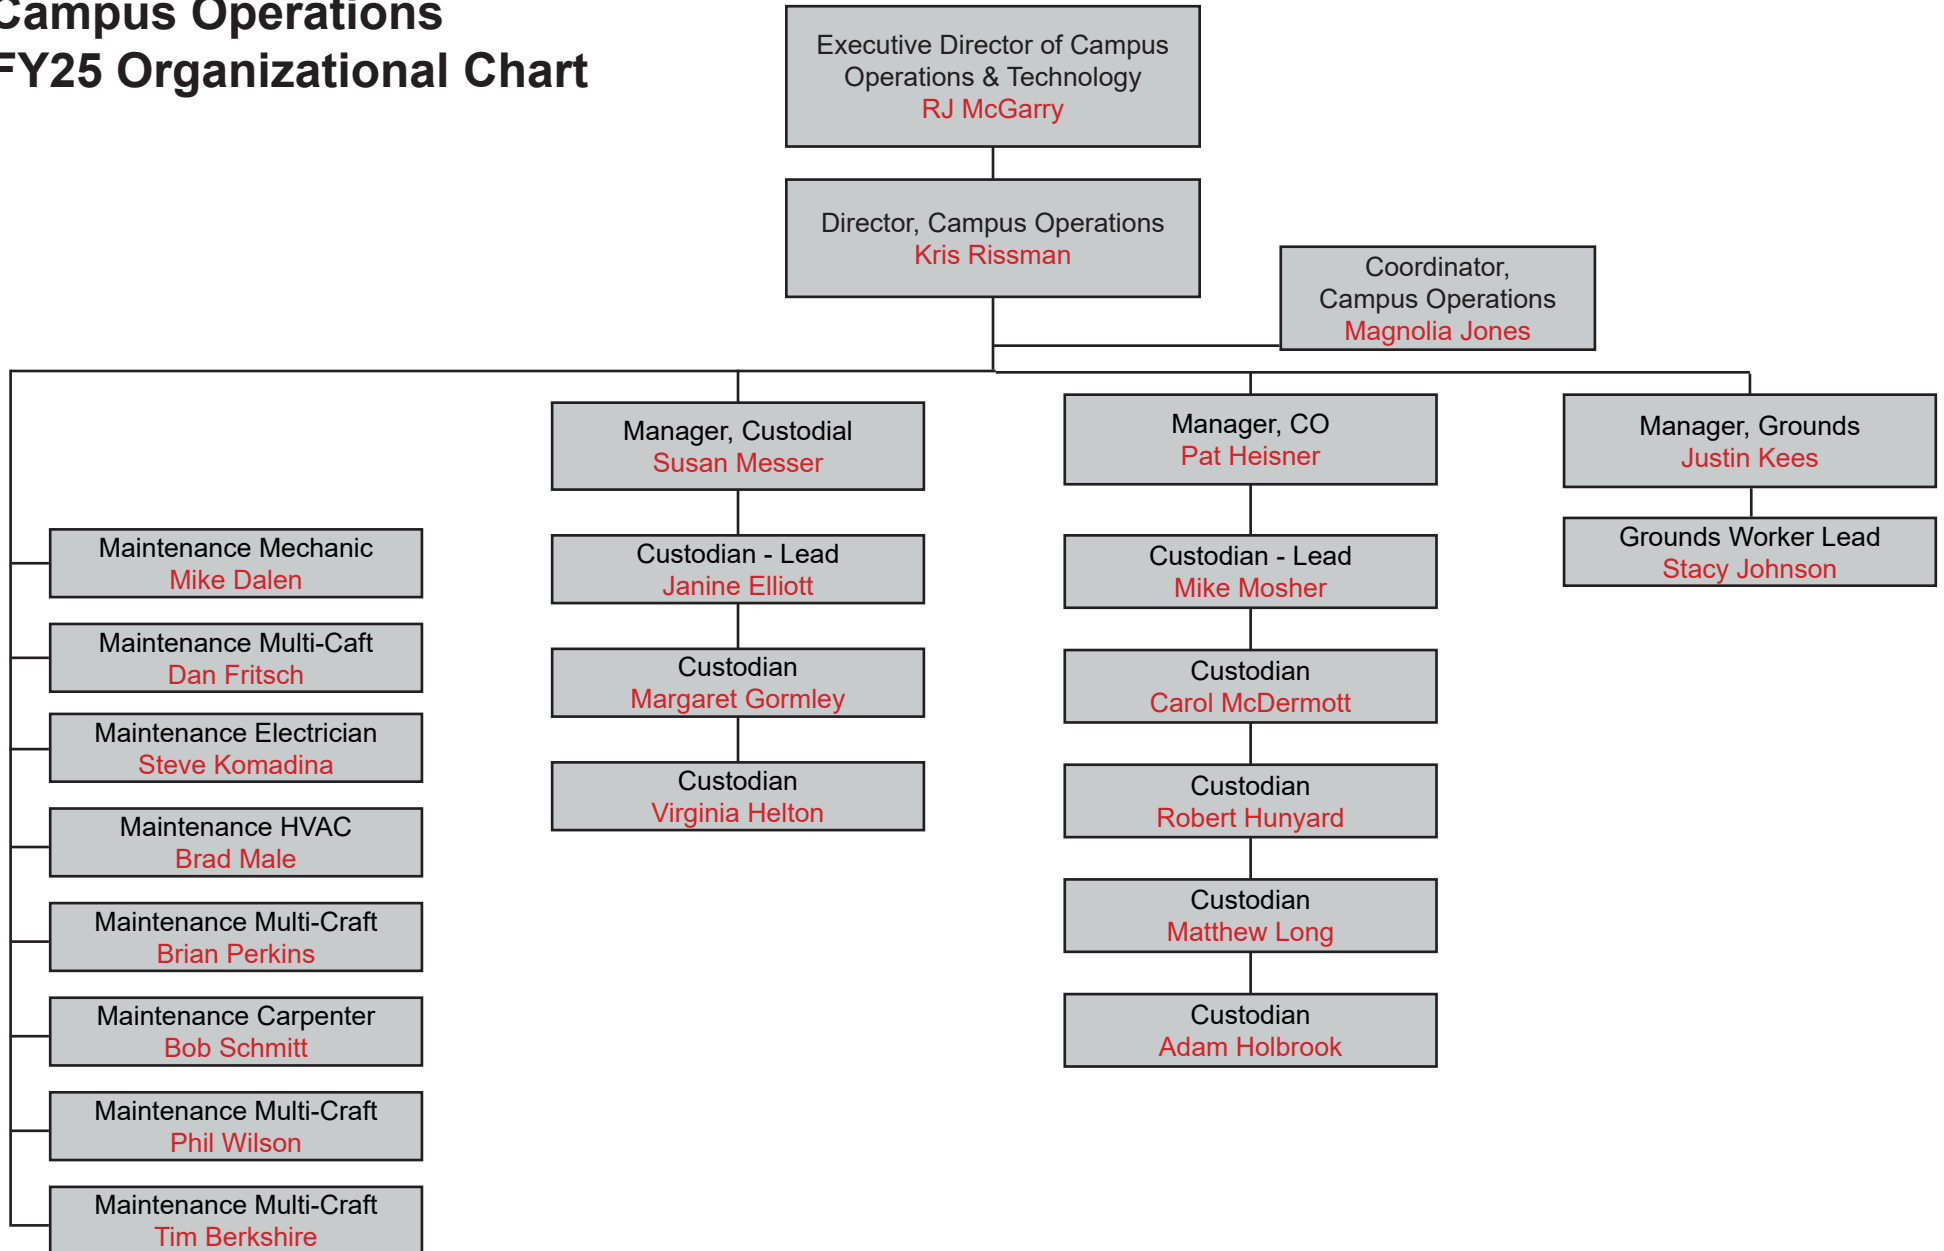 Campus Operations
FY25 Organizational Chart
Executive Director of Campus
Operations & Technology
RJ McGarry
Director, Campus Operations
Kris Rissman
Coordinator,
Campus Operations
Magnolia Jones
Maintenance Mechanic
Mike Dalen
Maintenance Multi-Caft
Dan Fritsch
Maintenance Electrician
Steve Komadina
Maintenance HVAC
Brad Male
Maintenance Multi-Craft
Brian Perkins
Maintenance Carpenter
Bob Schmitt
Maintenance Multi-Craft
Phil Wilson
Maintenance Multi-Craft
Tim Berkshire
Manager, Custodial
Susan Messer
Custodian - Lead
Janine Elliott
Custodian
Margaret Gormley
Custodian
Virginia Helton
Manager, CO
Pat Heisner
Custodian - Lead
Mike Mosher
Custodian
Carol McDermott
Custodian
Robert Hunyard
Custodian
Matthew Long
Custodian
Adam Holbrook
Manager, Grounds
Justin Kees
Grounds Worker Lead
Stacy Johnson